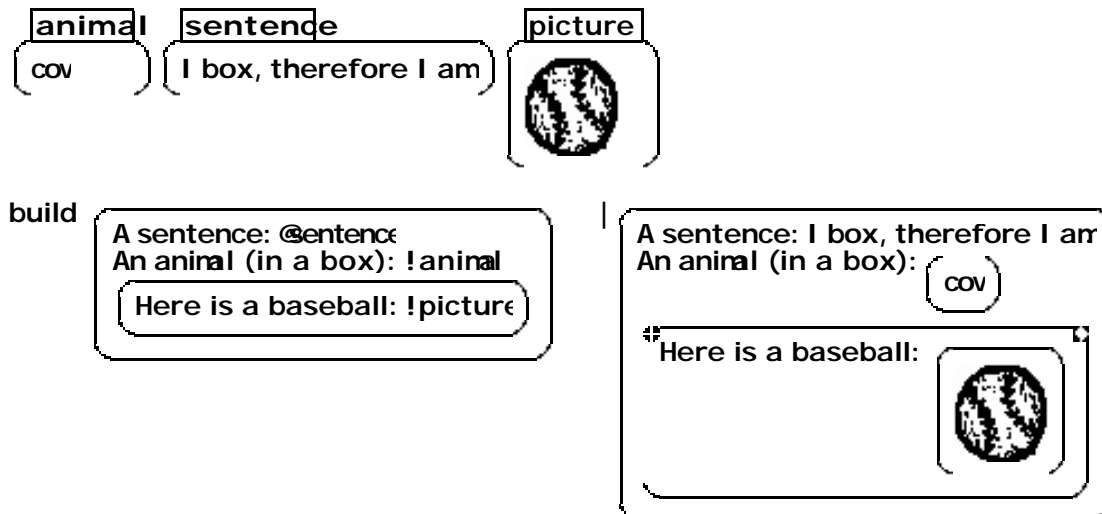 animal sentence picture
cow I box, therefore I am
build
A sentence: @sentence
An animal (in a box): !animal
Here is a baseball: !picture
|
A sentence: I box, therefore I am
An animal (in a box): cow
Here is a baseball: